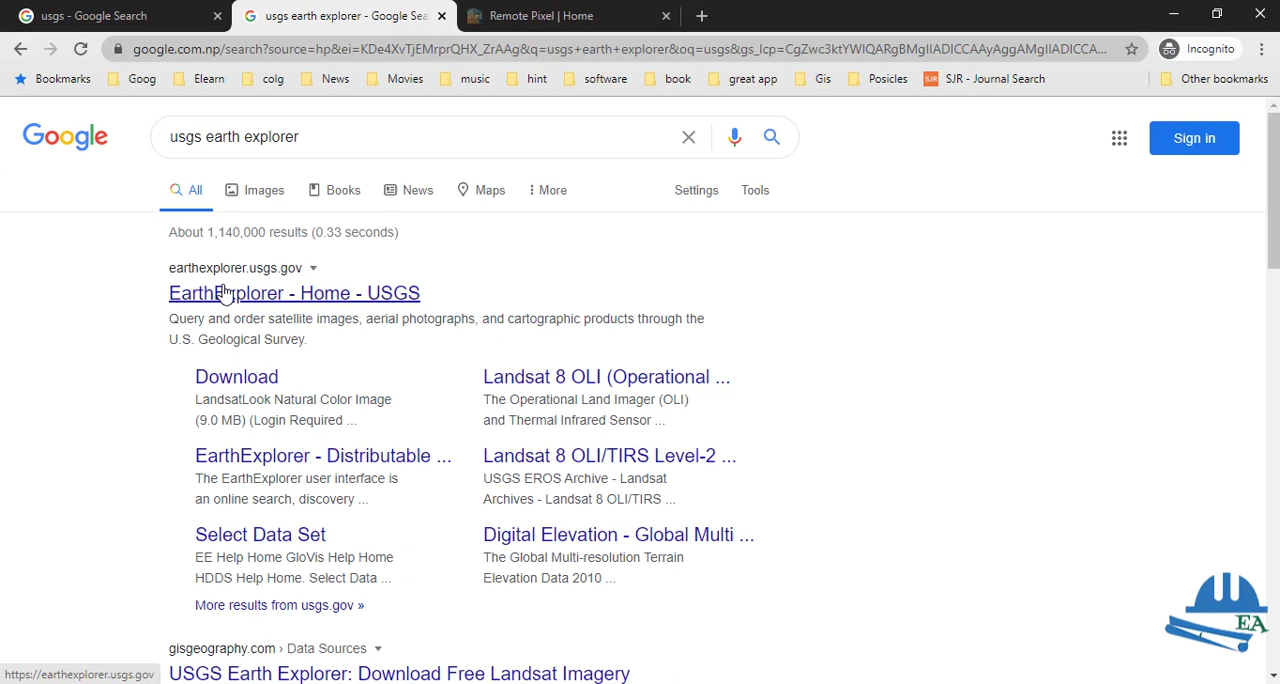 usgs - Google Search
usgs earth explorer - Google Sea
Remote Pixel | Home
google.com.np/search?source=hp&ei=KDe4XvTjEMrprQHX_ZrAAg&q=usgs+earth+explorer&oq=usgs&gs_lcp=CgZwc3ktYWIQARgBMgIIADICCAAyAggAMgIIADICCA...
Incognito
Bookmarks
Goog
Elearn
colg
News
Movies
music
hint
software
book
great app
Gis
Posicles
SJR
SJR - Journal Search
Other bookmarks
Google
usgs earth explorer
Sign in
All
Images
Books
News
Maps
More
Settings
Tools
About 1,140,000 results (0.33 seconds)
earthexplorer.usgs.gov
EarthExplorer - Home - USGS
Query and order satellite images, aerial photographs, and cartographic products through the
U.S. Geological Survey.
Download
LandsatLook Natural Color Image
(9.0 MB) (Login Required ...
Landsat 8 OLI (Operational ...
The Operational Land Imager (OLI)
and Thermal Infrared Sensor ...
EarthExplorer - Distributable ...
The EarthExplorer user interface is
an online search, discovery ...
Landsat 8 OLI/TIRS Level-2 ...
USGS EROS Archive - Landsat
Archives - Landsat 8 OLI/TIRS ...
Select Data Set
EE Help Home GloVis Help Home
HDDS Help Home. Select Data ...
Digital Elevation - Global Multi ...
The Global Multi-resolution Terrain
Elevation Data 2010 ...
More results from usgs.gov »
EA
gisgeography.com › Data Sources
USGS Earth Explorer: Download Free Landsat Imagery
https://earthexplorer.usgs.gov